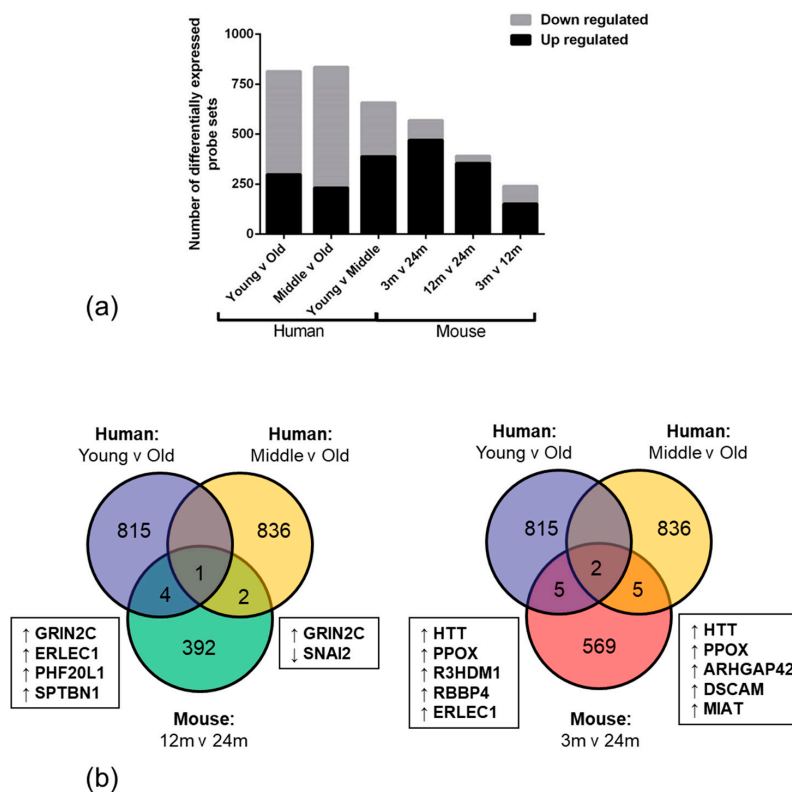 Down regulated
Up regulated
Number of differentially expressed
probe sets
1000
750
500
250
0
Young v Old
Middle v Old
Young v Middle
3m v 24m
12m v 24m
3m v 12m
Human
Mouse
(a)
Human:
Young v Old
Human:
Middle v Old
815
836
1
4
2
392
↑ GRIN2C
↑ ERLEC1
↑ PHF20L1
↑ SPTBN1
↑ GRIN2C
↓ SNAI2
Mouse:
12m v 24m
Human:
Young v Old
Human:
Middle v Old
815
836
2
5
5
569
↑ HTT
↑ PPOX
↑ R3HDM1
↑ RBBP4
↑ ERLEC1
↑ HTT
↑ PPOX
↑ ARHGAP42
↑ DSCAM
↑ MIAT
Mouse:
3m v 24m
(b)